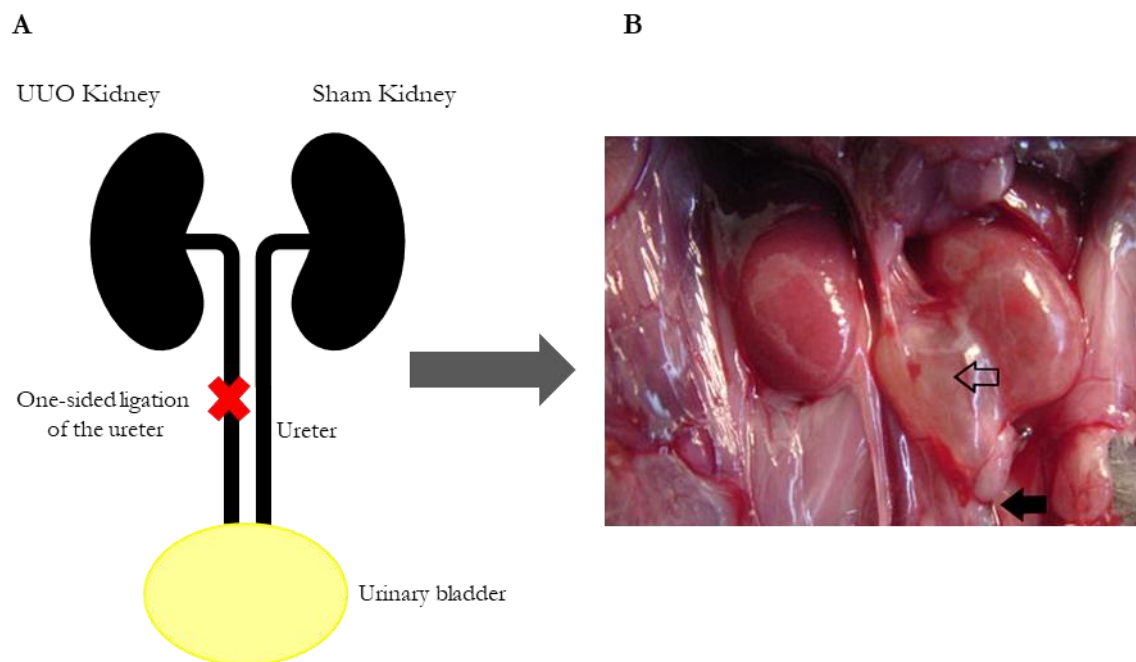 A
B
UUO Kidney
Sham Kidney
One-sided ligation
of the ureter
Ureter
Urinary bladder